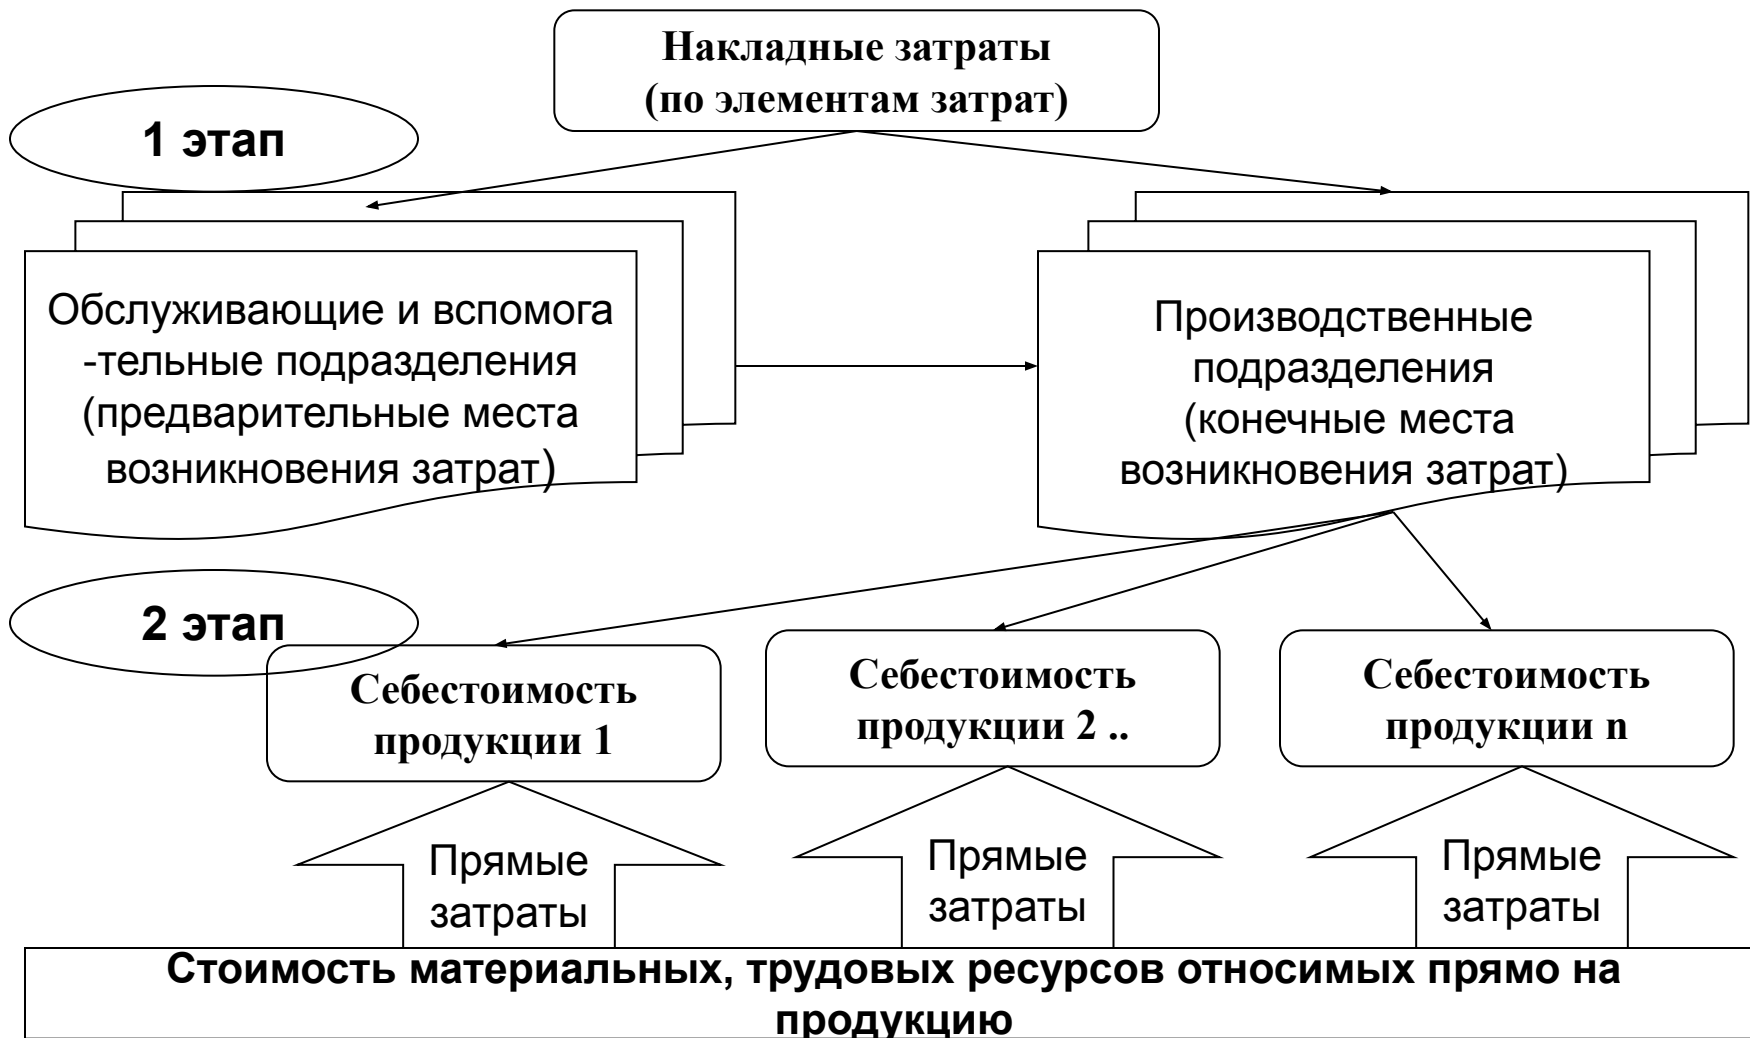 Накладные затраты
(по элементам затрат)
1 этап
Обслуживающие и вспомога
-тельные подразделения
(предварительные места
возникновения затрат)
Производственные
подразделения
(конечные места
возникновения затрат)
2 этап
Себестоимость
продукции 1
Себестоимость
продукции 2 ..
Себестоимость
продукции n
Прямые
затраты
Прямые
затраты
Прямые
затраты
Стоимость материальных, трудовых ресурсов относимых прямо на
продукцию